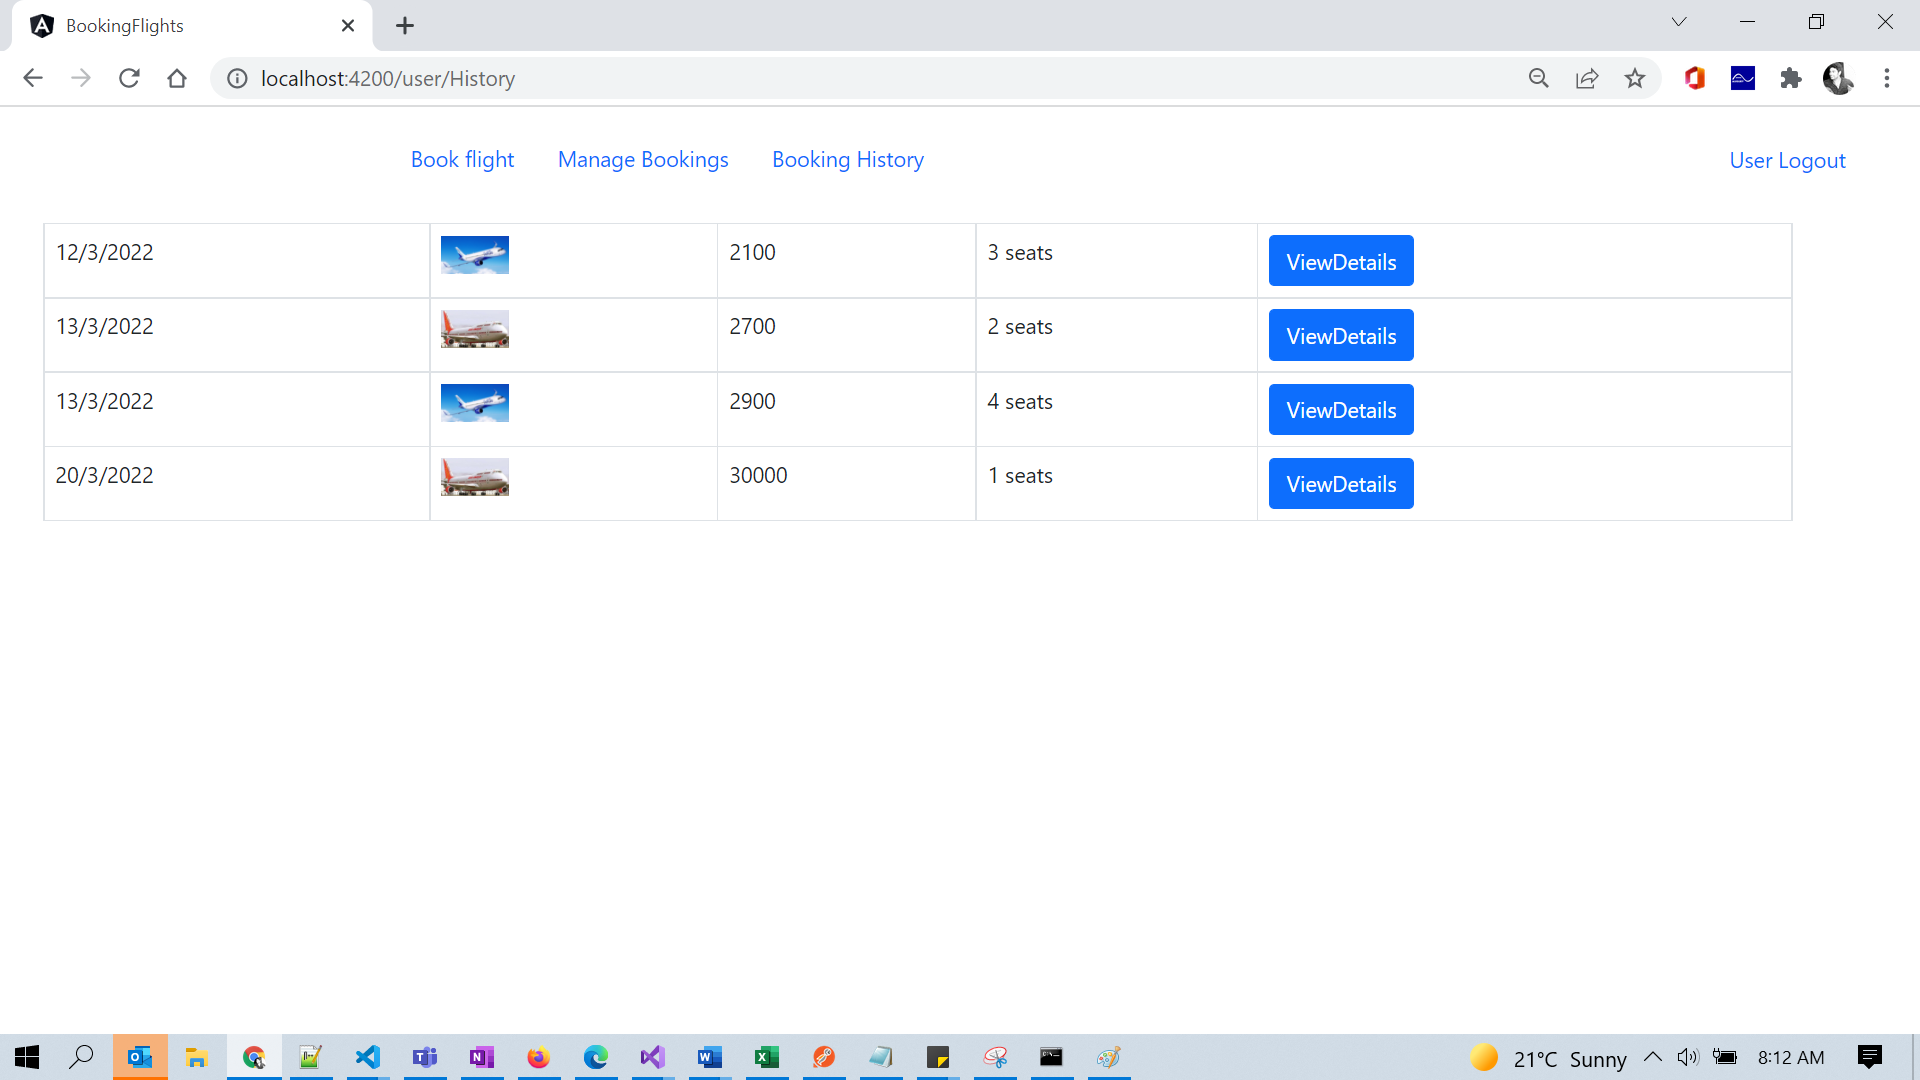 BookingFlights
localhost:4200/user/History
Book flight Manage Bookings Booking History User Logout
12/3/2022 2100 3 seats ViewDetails
13/3/2022 2700 2 seats ViewDetails
13/3/2022 2900 4 seats ViewDetails
20/3/2022 30000 1 seats ViewDetails
21°C Sunny 8:12 AM